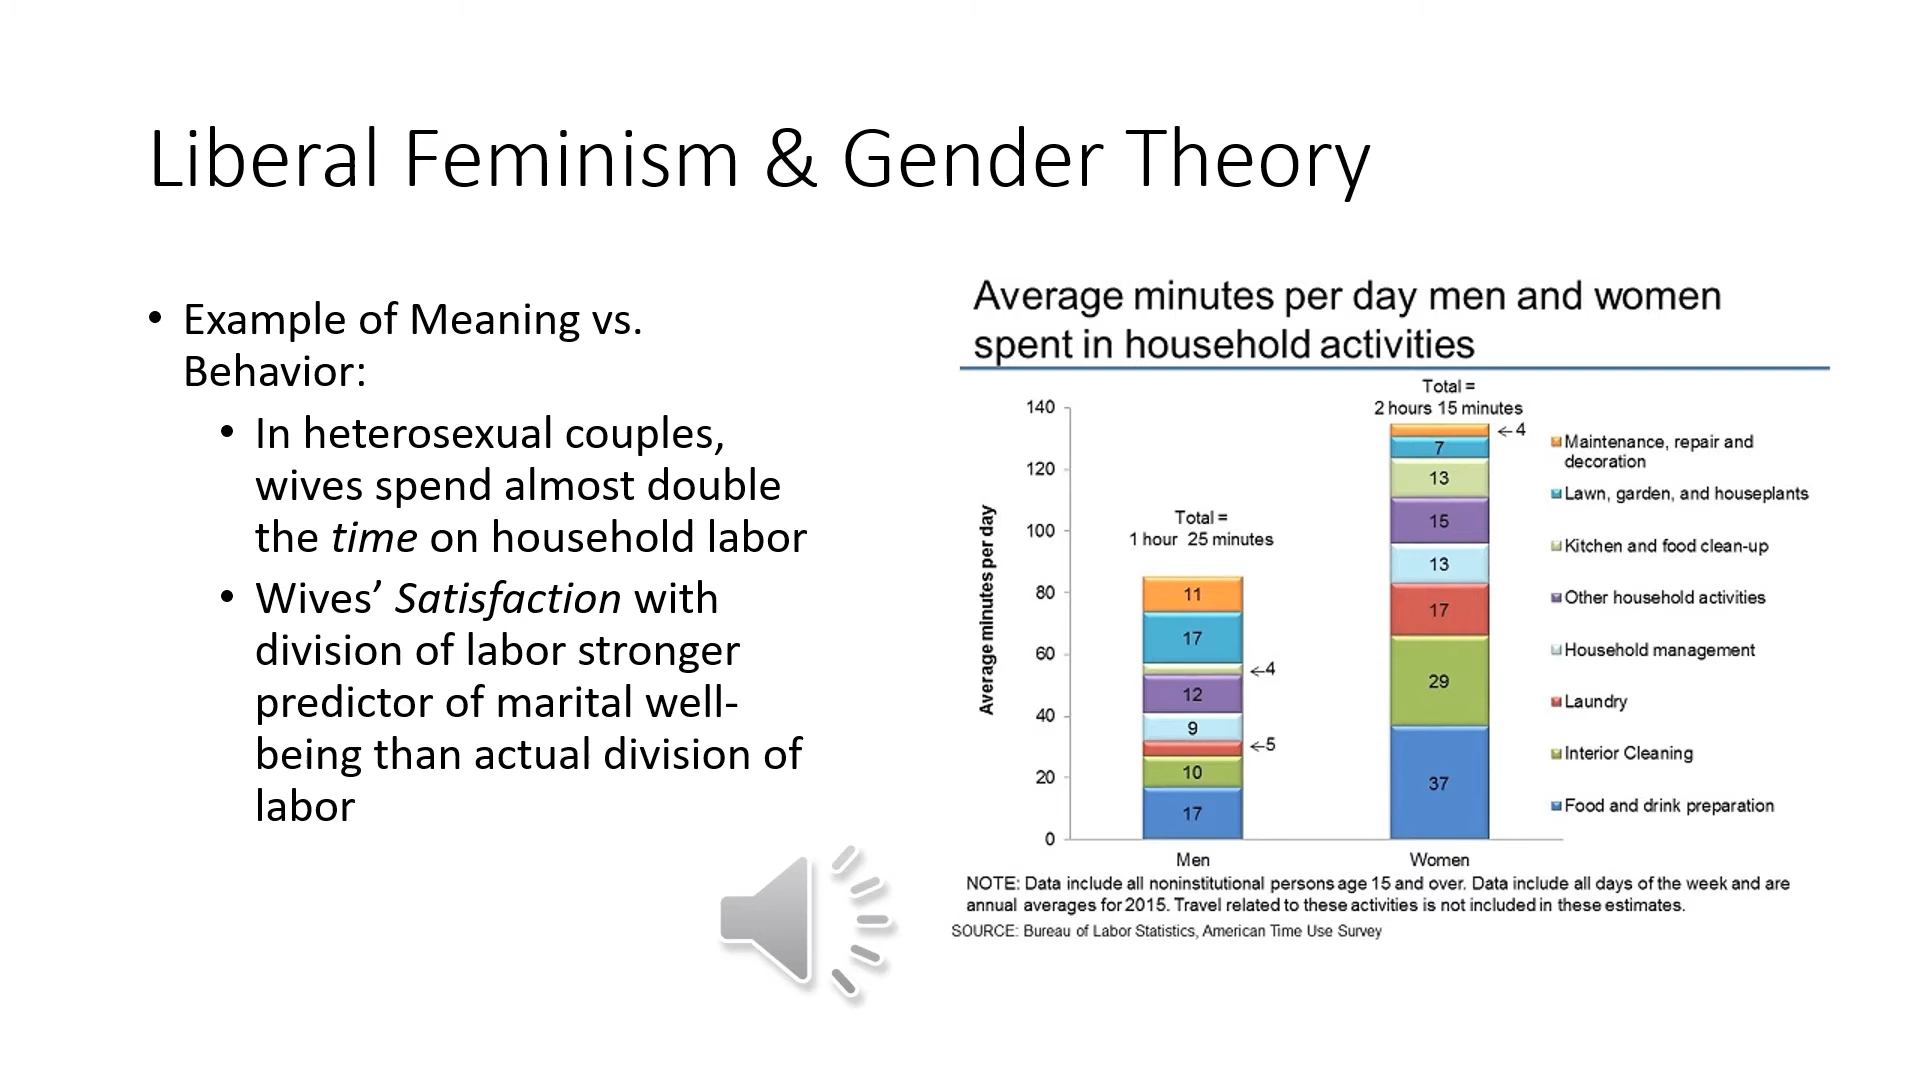 Liberal Feminism & Gender Theory
• Example of Meaning vs.
Behavior:
• In heterosexual couples,
wives spend almost double
the time on household labor
• Wives’ Satisfaction with
division of labor stronger
predictor of marital well-
being than actual division of
labor
Average minutes per day men and women
spent in household activities
Average minutes per day
140
120
100
80
60
40
20
0
Total =
1 hour 25 minutes
11
17
←4
12
9
←5
10
17
Men
Total =
2 hours 15 minutes
←4
7
13
15
13
17
29
37
Women
Maintenance, repair and
decoration
Lawn, garden, and houseplants
Kitchen and food clean-up
Other household activities
Household management
Laundry
Interior Cleaning
Food and drink preparation
NOTE: Data include all noninstitutional persons age 15 and over. Data include all days of the week and are
annual averages for 2015. Travel related to these activities is not included in these estimates.
SOURCE: Bureau of Labor Statistics, American Time Use Survey